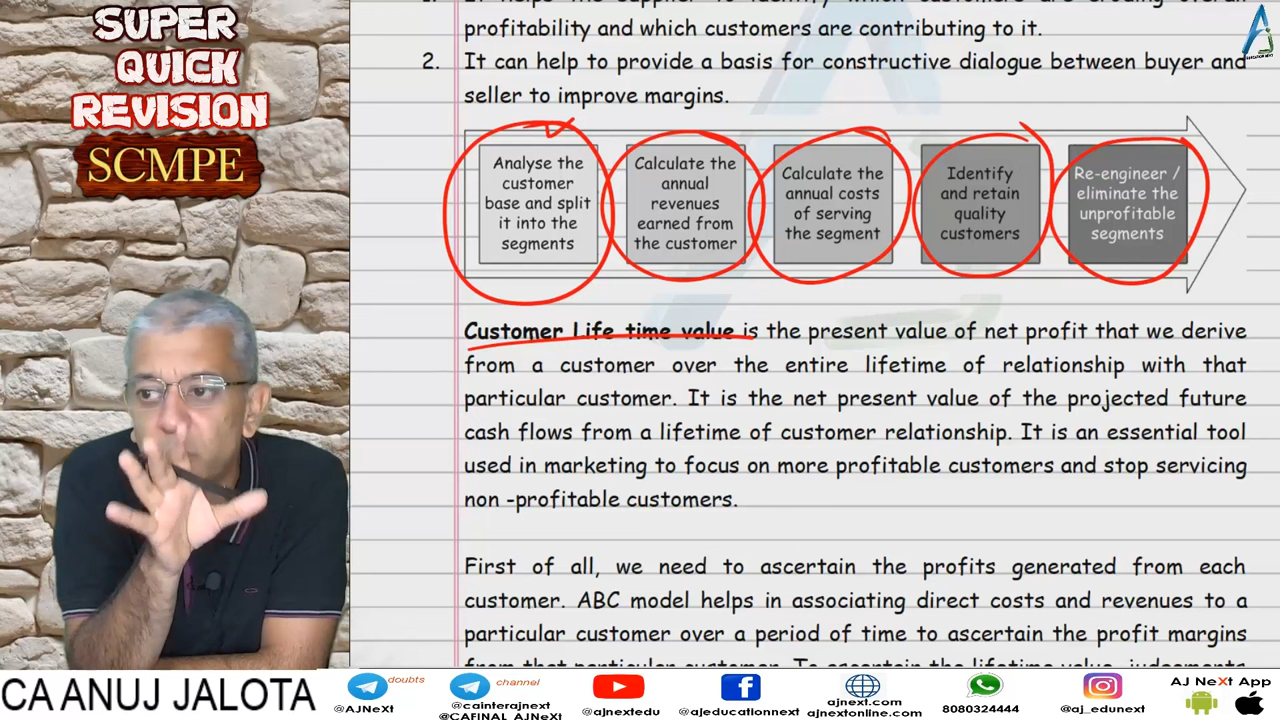 SUPER
QUICK
REVISION
SCMPE
profitability and which customers are contributing to it.
2. It can help to provide a basis for constructive dialogue between buyer and
seller to improve margins.
Analyse the
customer
base and split
it into the
segments
Calculate the
annual
revenues
earned from
the customer
Calculate the
annual costs
of serving
the segment
Identify
and retain
quality
customers
Re-engineer /
eliminate the
unprofitable
segments
Customer Life time value is the present value of net profit that we derive
from a customer over the entire lifetime of relationship with that
particular customer. It is the net present value of the projected future
cash flows from a lifetime of customer relationship. It is an essential tool
used in marketing to focus on more profitable customers and stop servicing
non -profitable customers.
First of all, we need to ascertain the profits generated from each
customer. ABC model helps in associating direct costs and revenues to a
particular customer over a period of time to ascertain the profit margins
CA ANUJ JALOTA
doubts
@AJNeXt
channel
@cainterajnext
@CAFINAL_AJNeXt
@ajnextedu
@ajeducationnext
ajnext.com
ajnextonline.com
8080324444
@aj_edunext
AJ NeXt App